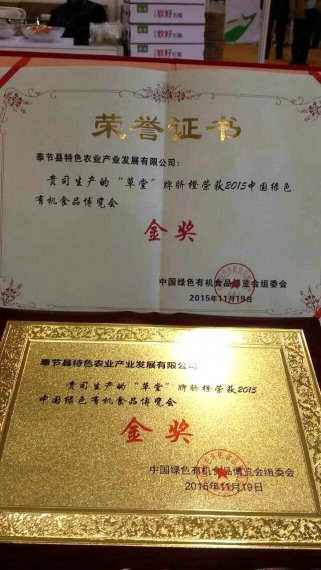 软籽石榴
荣誉证书
奉节县特色农业产业发展有限公司：
贵司生产的“草堂”牌脐橙荣获2015中国绿色
有机食品博览会
金奖
中国绿色有机食品博览会组委会
2015年11月19日
奉节县特色农业产业发展有限公司：
贵司生产的“草堂”牌脐橙荣获2015
中国绿色有机食品博览会
金奖
中国绿色有机食品博览会组委会
2015年11月19日